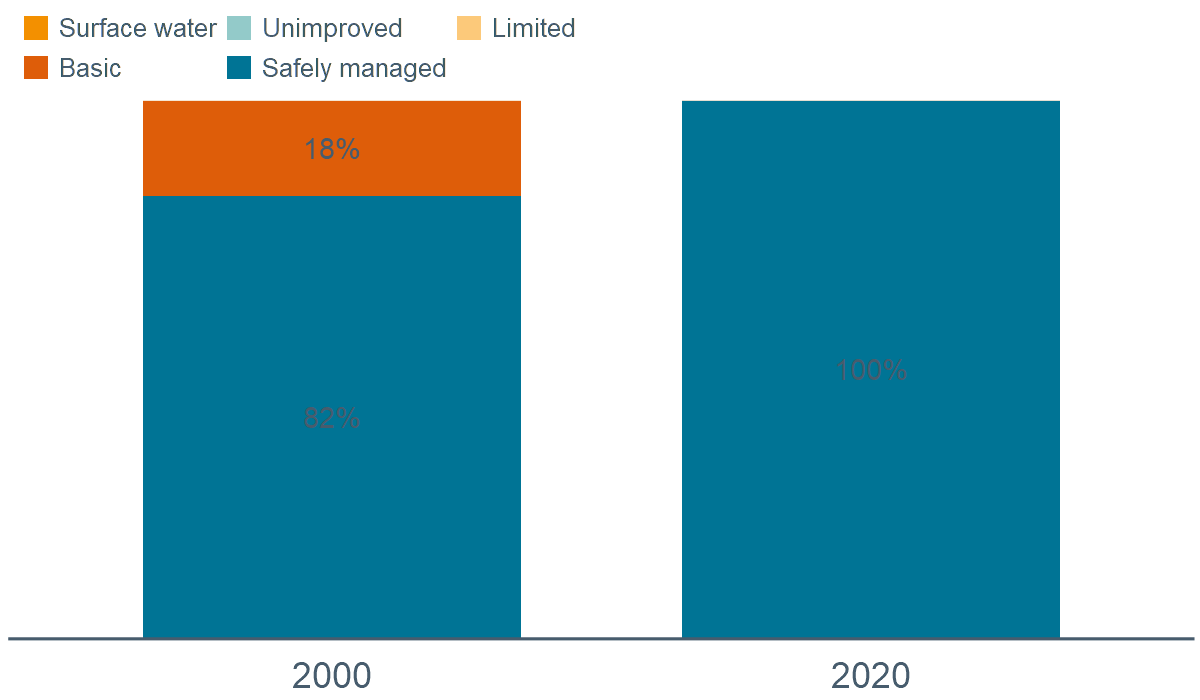 Surface water Unimproved Limited
Basic Safely managed
18%
82%
100%
2000 2020